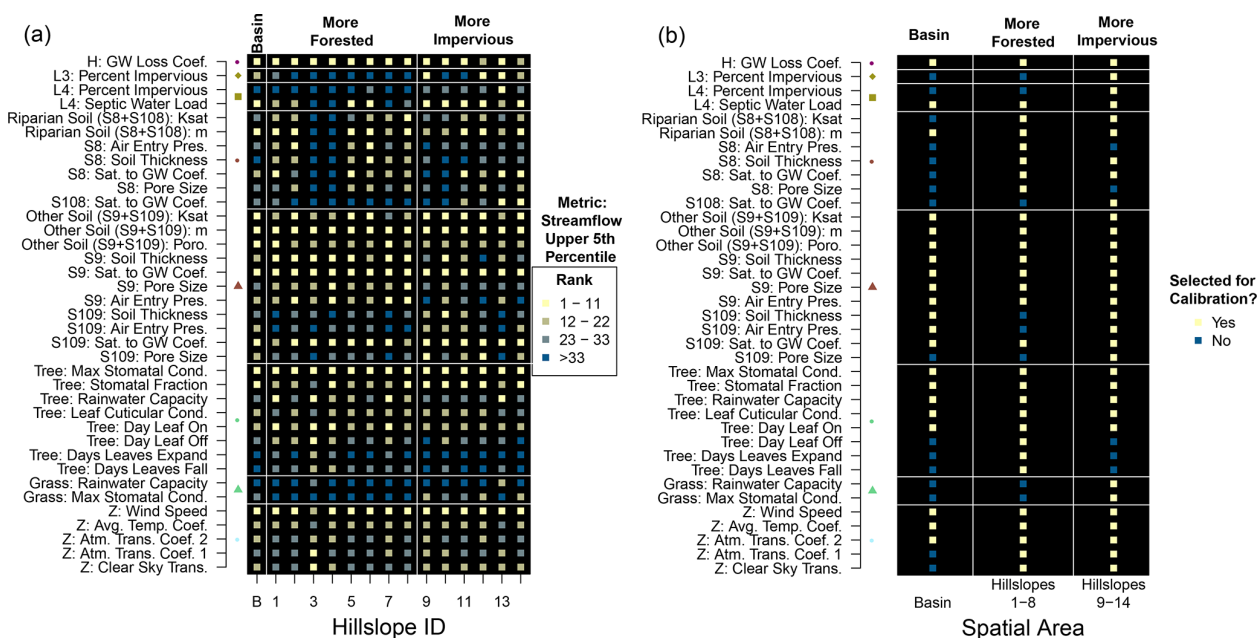 (a)
Basin
More
Forested
More
Impervious
H: GW Loss Coef.
L3: Percent Impervious
L4: Percent Impervious
L4: Septic Water Load
Riparian Soil (S8+S108): Ksat
Riparian Soil (S8+S108): m
S8: Air Entry Pres.
S8: Soil Thickness
S8: Sat. to GW Coef.
S8: Pore Size
S108: Sat. to GW Coef.
Other Soil (S9+S109): Ksat
Other Soil (S9+S109): m
Other Soil (S9+S109): Poro.
S9: Soil Thickness
S9: Sat. to GW Coef.
S9: Pore Size
S9: Air Entry Pres.
S109: Soil Thickness
S109: Air Entry Pres.
S109: Sat. to GW Coef.
S109: Pore Size
Tree: Max Stomatal Cond.
Tree: Stomatal Fraction
Tree: Rainwater Capacity
Tree: Leaf Cuticular Cond.
Tree: Day Leaf On
Tree: Day Leaf Off
Tree: Days Leaves Expand
Tree: Days Leaves Fall
Grass: Rainwater Capacity
Grass: Max Stomatal Cond.
Z: Wind Speed
Z: Avg. Temp. Coef.
Z: Atm. Trans. Coef. 2
Z: Atm. Trans. Coef. 1
Z: Clear Sky Trans.
B 1 3 5 7 9 11 13
Hillslope ID
Metric:
Streamflow
Upper 5th
Percentile
Rank
1 − 11
12 − 22
23 − 33
>33
(b)
Basin
More
Forested
More
Impervious
H: GW Loss Coef.
L3: Percent Impervious
L4: Percent Impervious
L4: Septic Water Load
Riparian Soil (S8+S108): Ksat
Riparian Soil (S8+S108): m
S8: Air Entry Pres.
S8: Soil Thickness
S8: Sat. to GW Coef.
S8: Pore Size
S108: Sat. to GW Coef.
Other Soil (S9+S109): Ksat
Other Soil (S9+S109): m
Other Soil (S9+S109): Poro.
S9: Soil Thickness
S9: Sat. to GW Coef.
S9: Pore Size
S9: Air Entry Pres.
S109: Soil Thickness
S109: Air Entry Pres.
S109: Sat. to GW Coef.
S109: Pore Size
Tree: Max Stomatal Cond.
Tree: Stomatal Fraction
Tree: Rainwater Capacity
Tree: Leaf Cuticular Cond.
Tree: Day Leaf On
Tree: Day Leaf Off
Tree: Days Leaves Expand
Tree: Days Leaves Fall
Grass: Rainwater Capacity
Grass: Max Stomatal Cond.
Z: Wind Speed
Z: Avg. Temp. Coef.
Z: Atm. Trans. Coef. 2
Z: Atm. Trans. Coef. 1
Z: Clear Sky Trans.
Basin
Hillslopes
1−8
Hillslopes
9−14
Spatial Area
Selected for
Calibration?
Yes
No